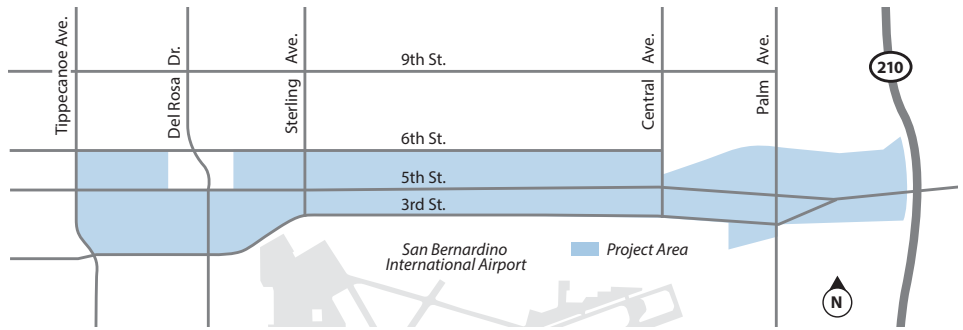 Tippecanoe Ave.
Del Rosa Dr.
Sterling Ave.
Central Ave.
Palm Ave.
9th St.
210
6th St.
5th St.
3rd St.
San Bernardino
International Airport
Project Area
N